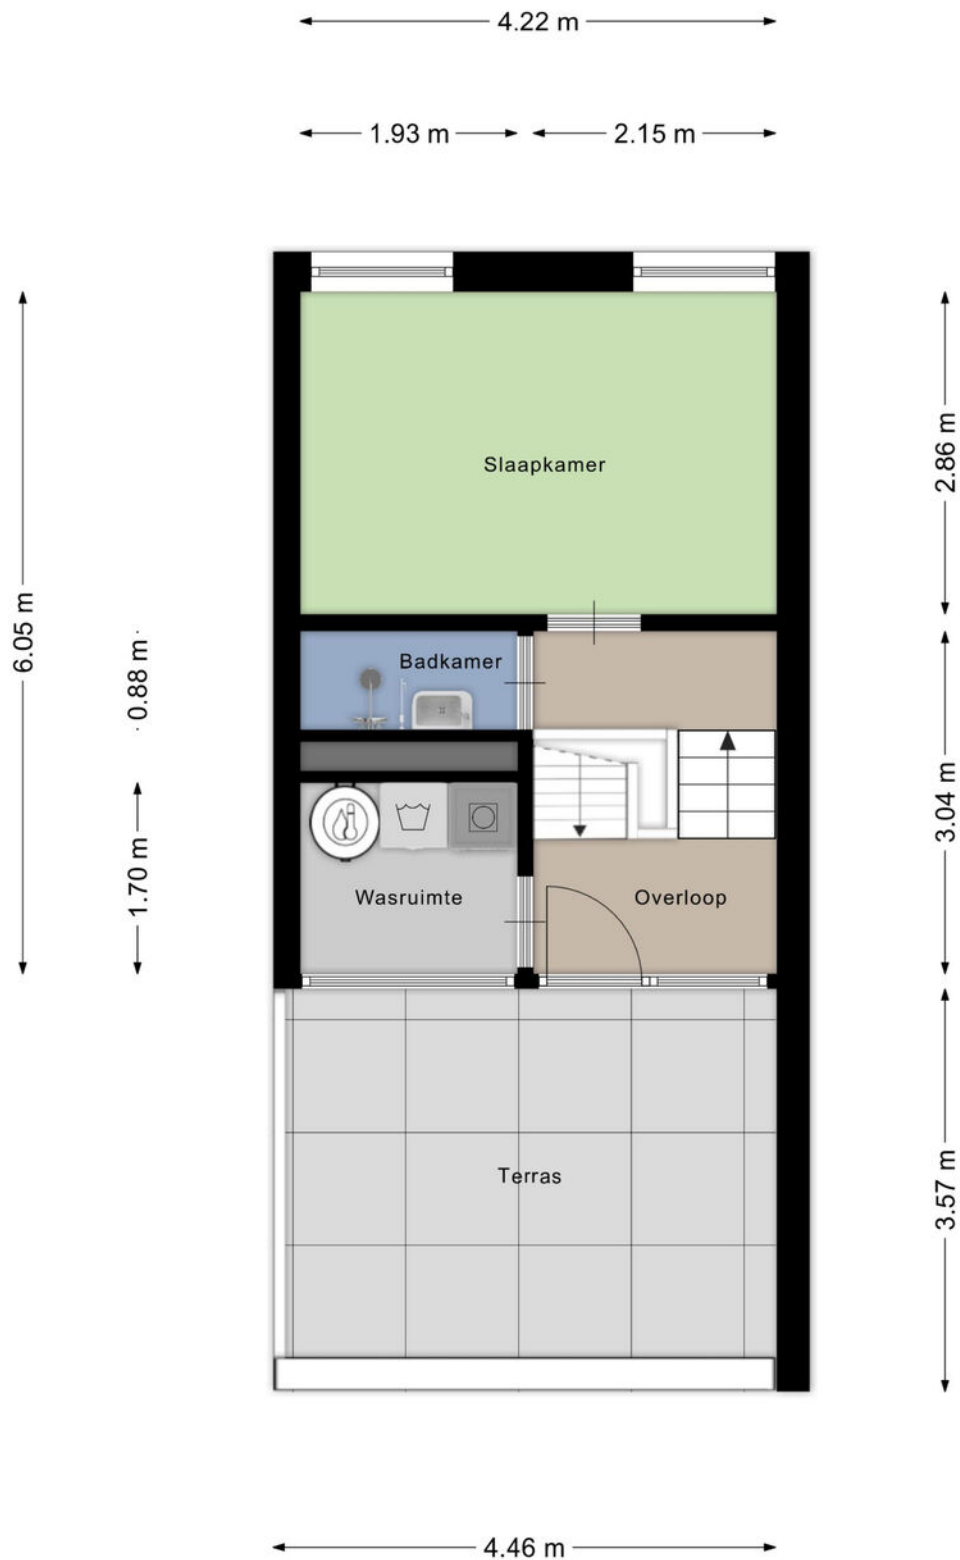 4.22 m
1.93 m
2.15 m
Slaapkamer
2.86 m
6.05 m
0.88 m
Badkamer
3.04 m
1.70 m
Wasruimte
Overloop
Terras
3.57 m
4.46 m